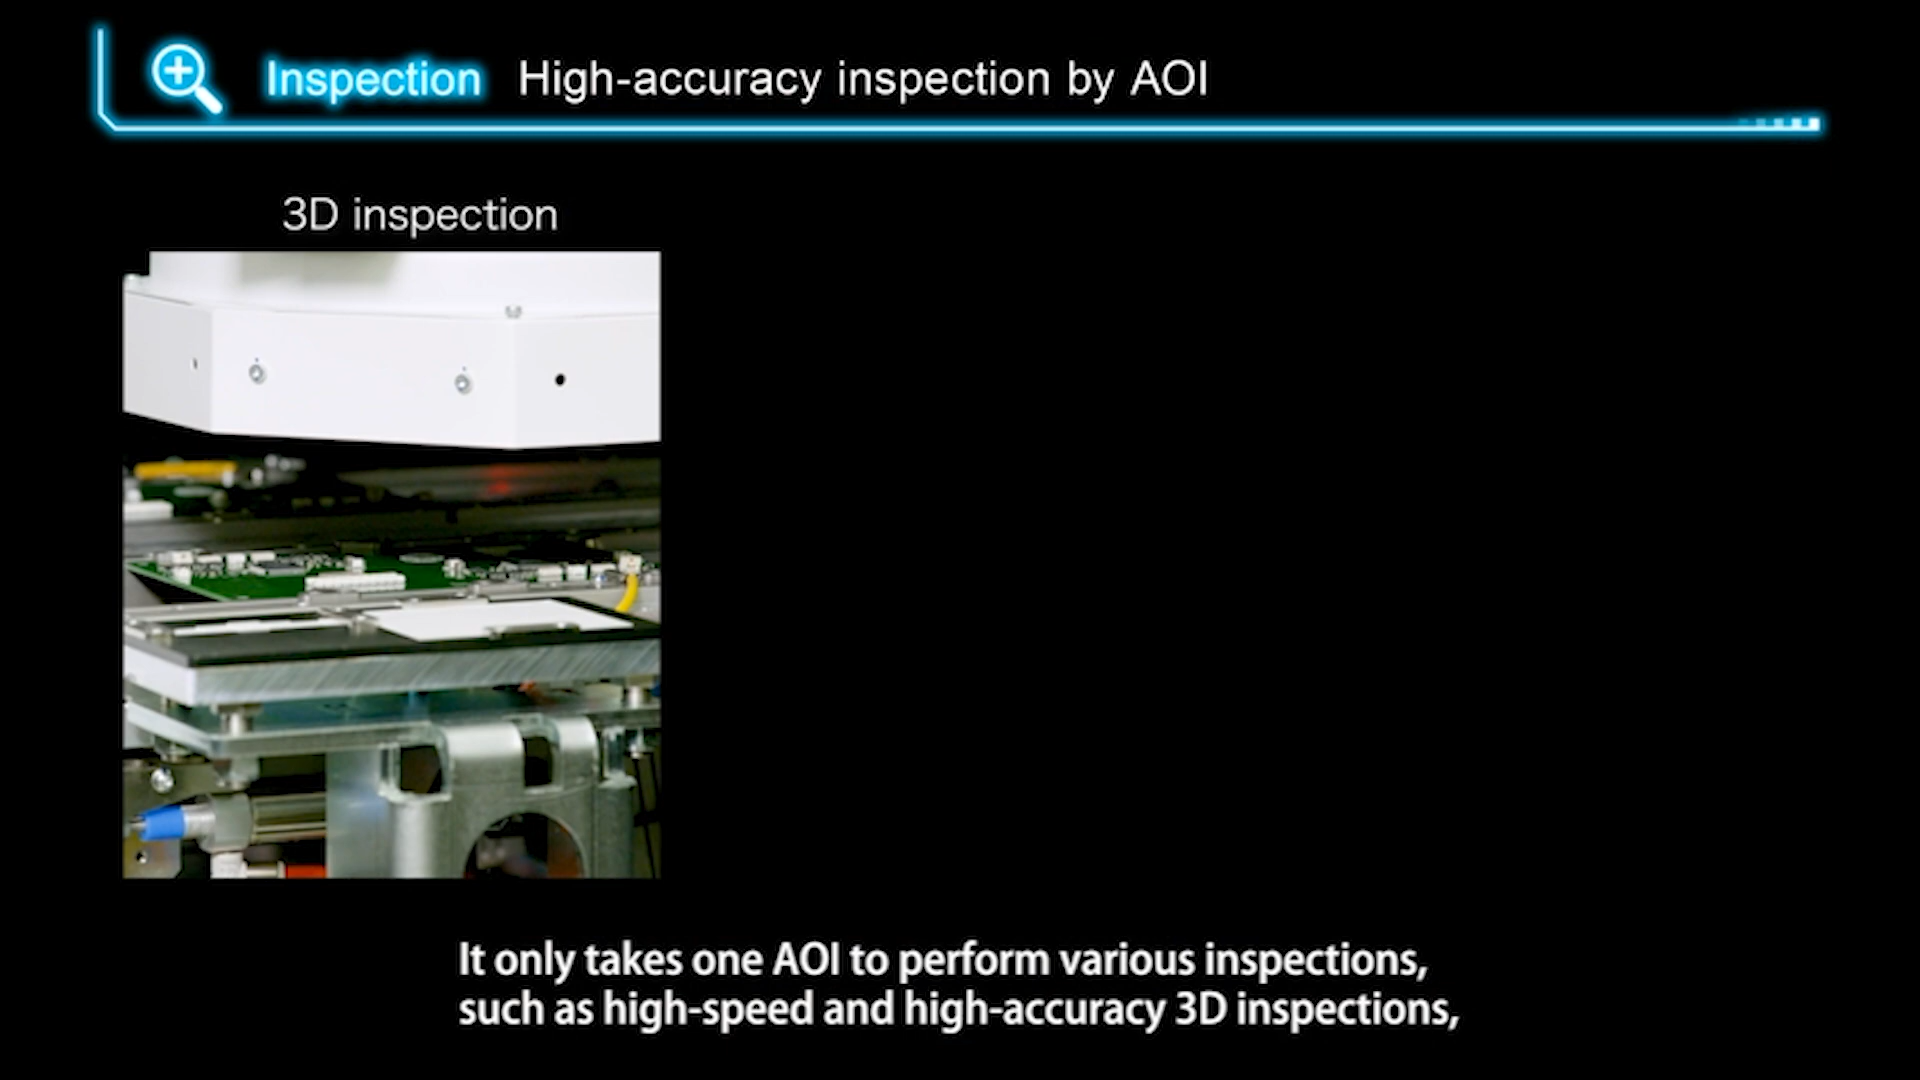 Inspection High-accuracy inspection by AOI
3D inspection
It only takes one AOI to perform various inspections,
such as high-speed and high-accuracy 3D inspections,